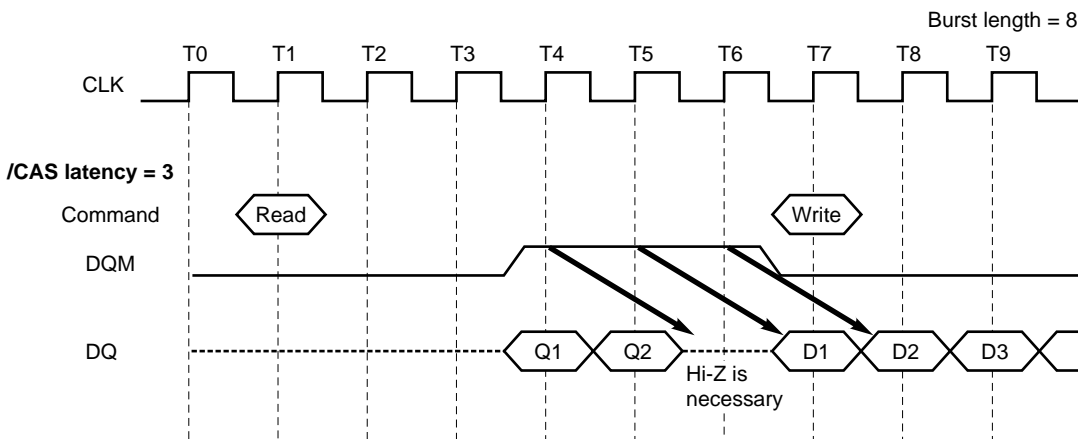 Burst length = 8
T0 T1 T2 T3 T4 T5 T6 T7 T8 T9
CLK
/CAS latency = 3
Command Read Write
DQM
DQ Q1 Q2 D1 D2 D3
Hi-Z is
necessary